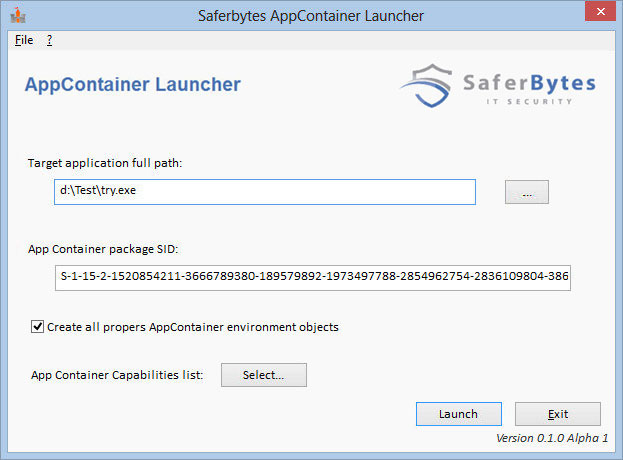 Saferbytes AppContainer Launcher
File ?
AppContainer Launcher
SaferBytes
IT SECURITY
Target application full path:
d:\Test\try.exe
...
App Container package SID:
S-1-15-2-1520854211-3666789380-189579892-1973497788-2854962754-2836109804-386
Create all propers AppContainer environment objects
App Container Capabilities list: Select...
Launch Exit
Version 0.1.0 Alpha 1